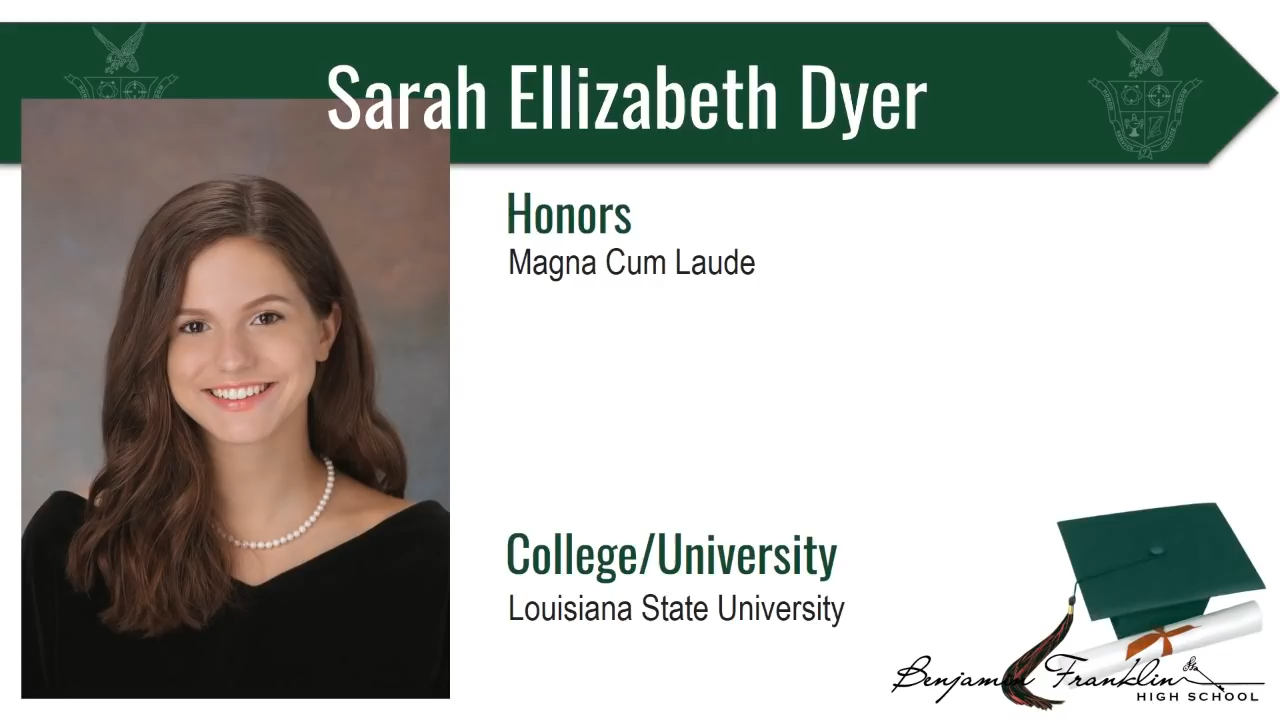 Sarah Ellizabeth Dyer
Honors
Magna Cum Laude
College/University
Louisiana State University
Benjamin Franklin
HIGH SCHOOL